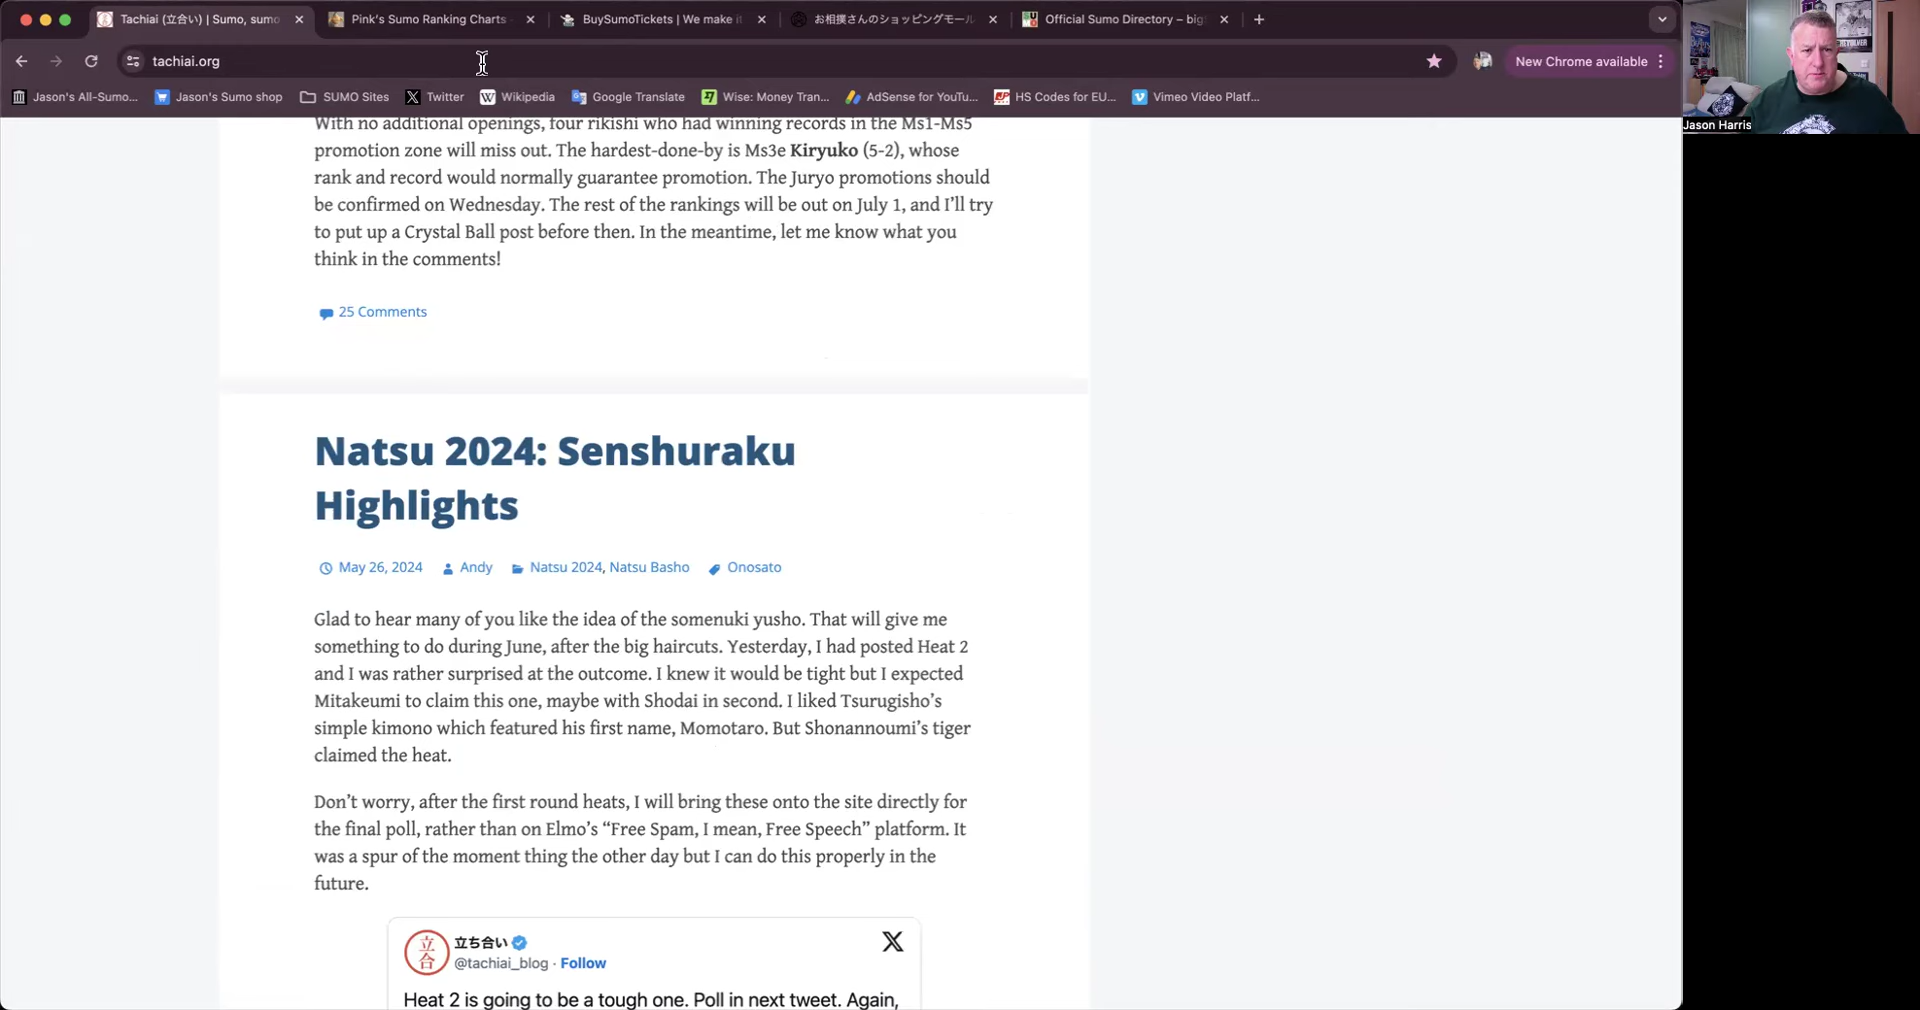 Tachiai (立合い) | Sumo, sumo
Pink's Sumo Ranking Charts
BuySumoTickets | We make it
お相撲さんのショッピングモール
Official Sumo Directory – big
tachiai.org
New Chrome available
Jason's All-Sumo...
Jason's Sumo shop
SUMO Sites
Twitter
Wikipedia
Google Translate
Wise: Money Tran...
AdSense for YouTu...
HS Codes for EU...
Vimeo Video Platf...
Jason Harris
With no additional openings, four rikishi who had winning records in the Ms1-Ms5
promotion zone will miss out. The hardest-done-by is Ms3e Kiryuko (5-2), whose
rank and record would normally guarantee promotion. The Juryo promotions should
be confirmed on Wednesday. The rest of the rankings will be out on July 1, and I'll try
to put up a Crystal Ball post before then. In the meantime, let me know what you
think in the comments!
25 Comments
Natsu 2024: Senshuraku
Highlights
May 26, 2024 Andy Natsu 2024, Natsu Basho Onosato
Glad to hear many of you like the idea of the somenuki yusho. That will give me
something to do during June, after the big haircuts. Yesterday, I had posted Heat 2
and I was rather surprised at the outcome. I knew it would be tight but I expected
Mitakeumi to claim this one, maybe with Shodai in second. I liked Tsurugisho's
simple kimono which featured his first name, Momotaro. But Shonannoumi's tiger
claimed the heat.
Don't worry, after the first round heats, I will bring these onto the site directly for
the final poll, rather than on Elmo's “Free Spam, I mean, Free Speech” platform. It
was a spur of the moment thing the other day but I can do this properly in the
future.
立合
立ち合い
@tachiai_blog · Follow
Heat 2 is going to be a tough one. Poll in next tweet. Again,